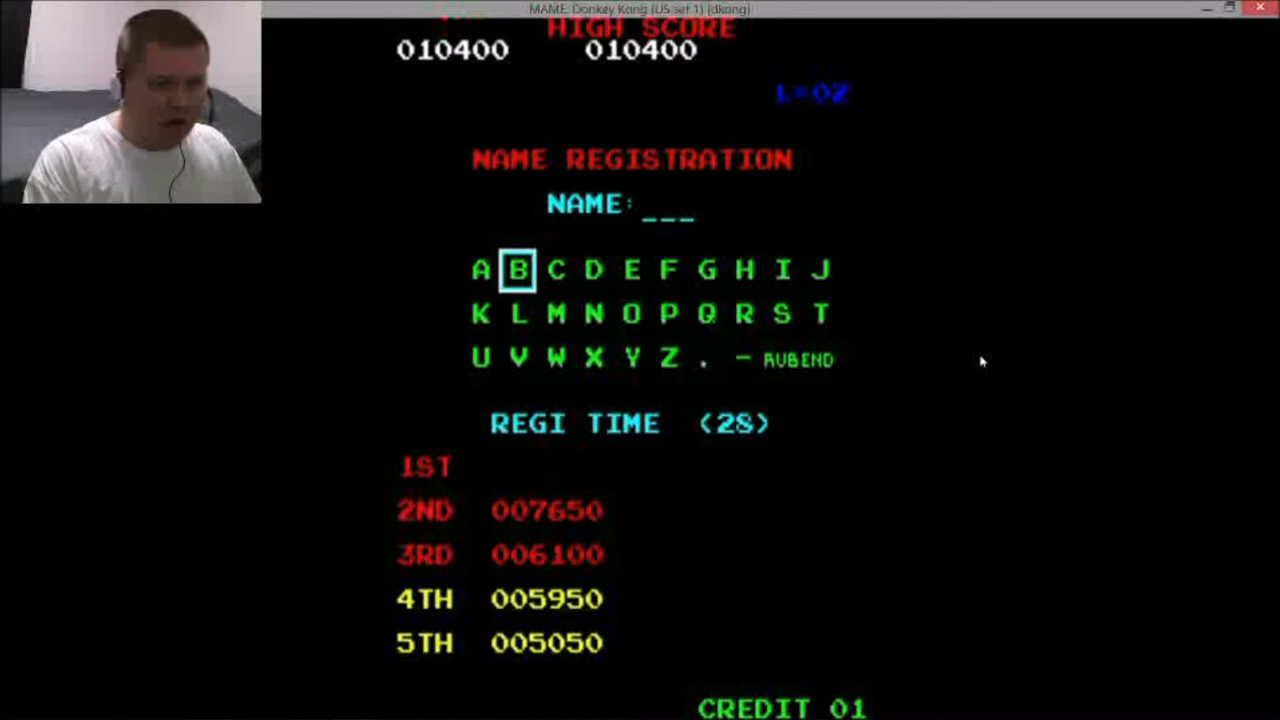 MAME: Donkey Kong (US set 1) [dkong]
HIGH SCORE
010400 010400
L=02
NAME REGISTRATION
NAME:___
A B C D E F G H I J
K L M N O P Q R S T
U V W X Y Z . - RUBEND
REGI TIME (28)
1ST
2ND 007650
3RD 006100
4TH 005950
5TH 005050
CREDIT 01